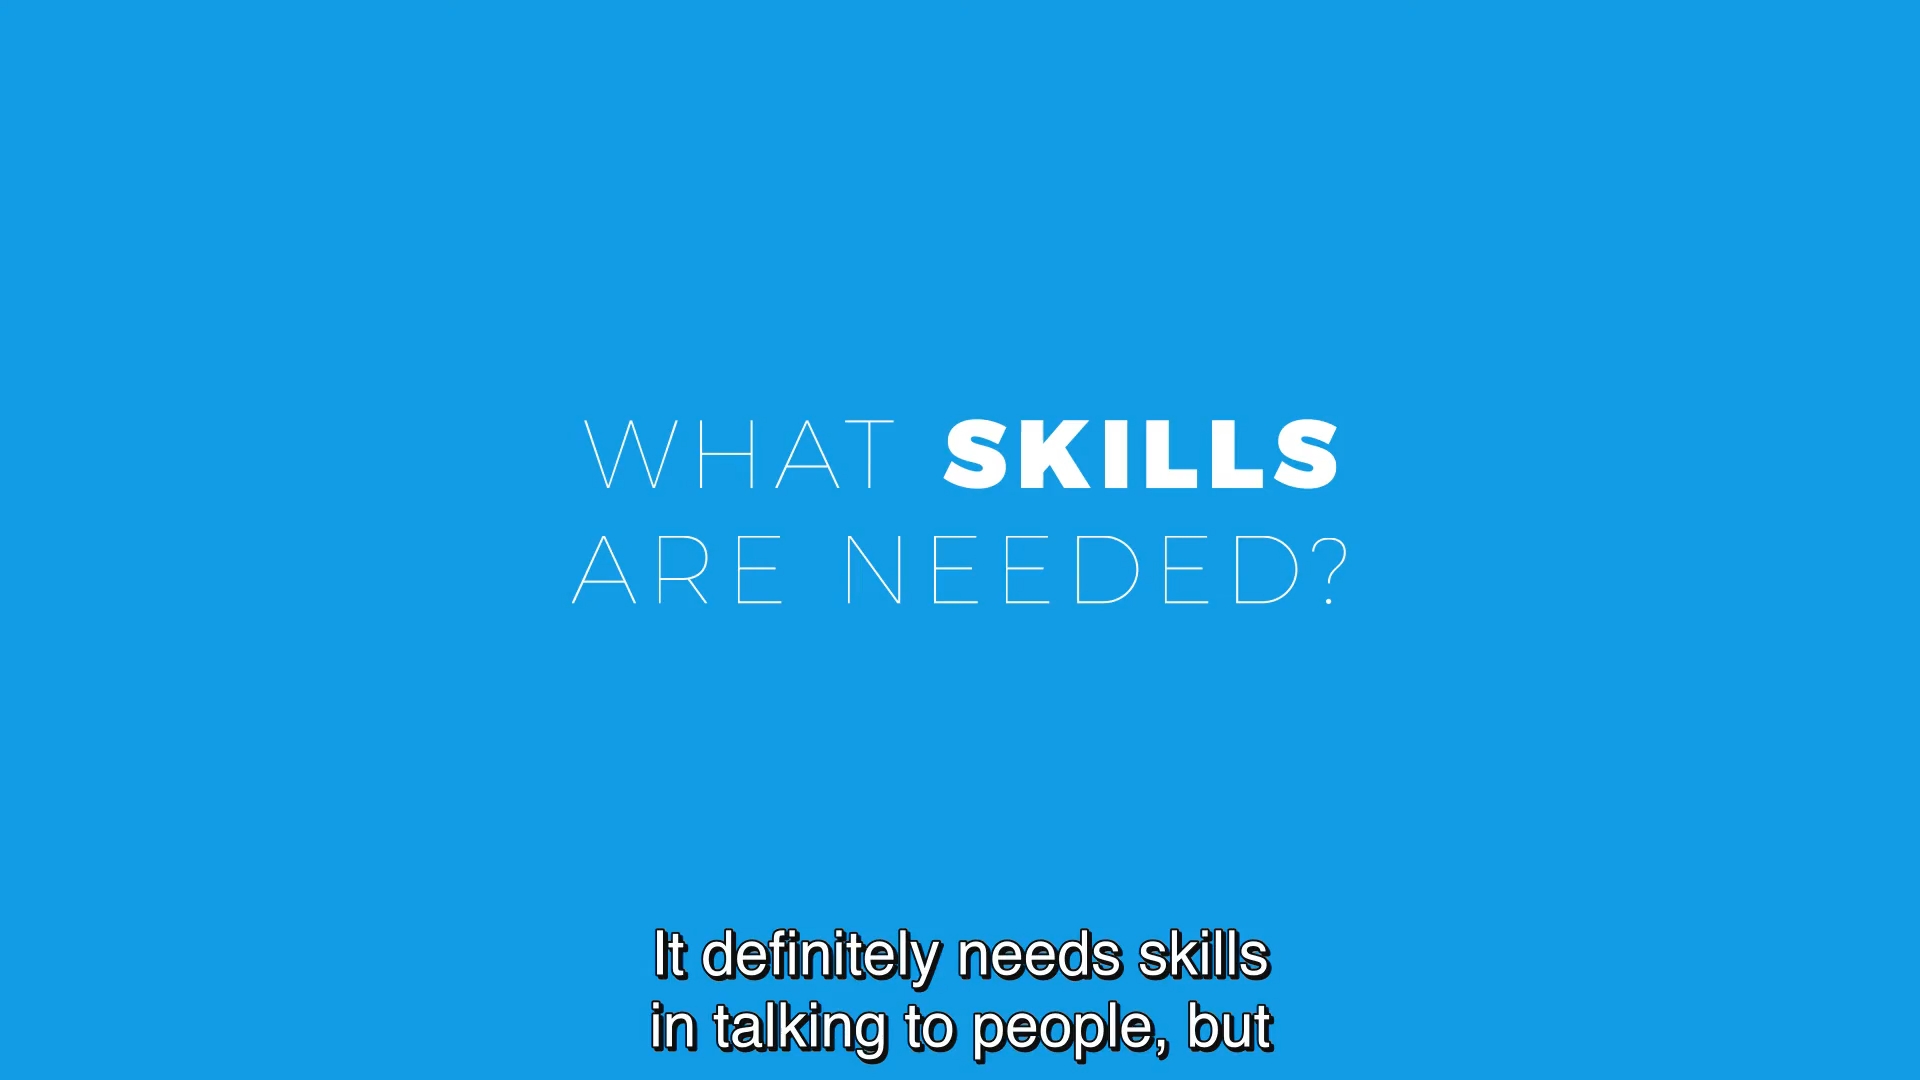 WHAT SKILLS
ARE NEEDED?
It definitely needs skills
in talking to people, but